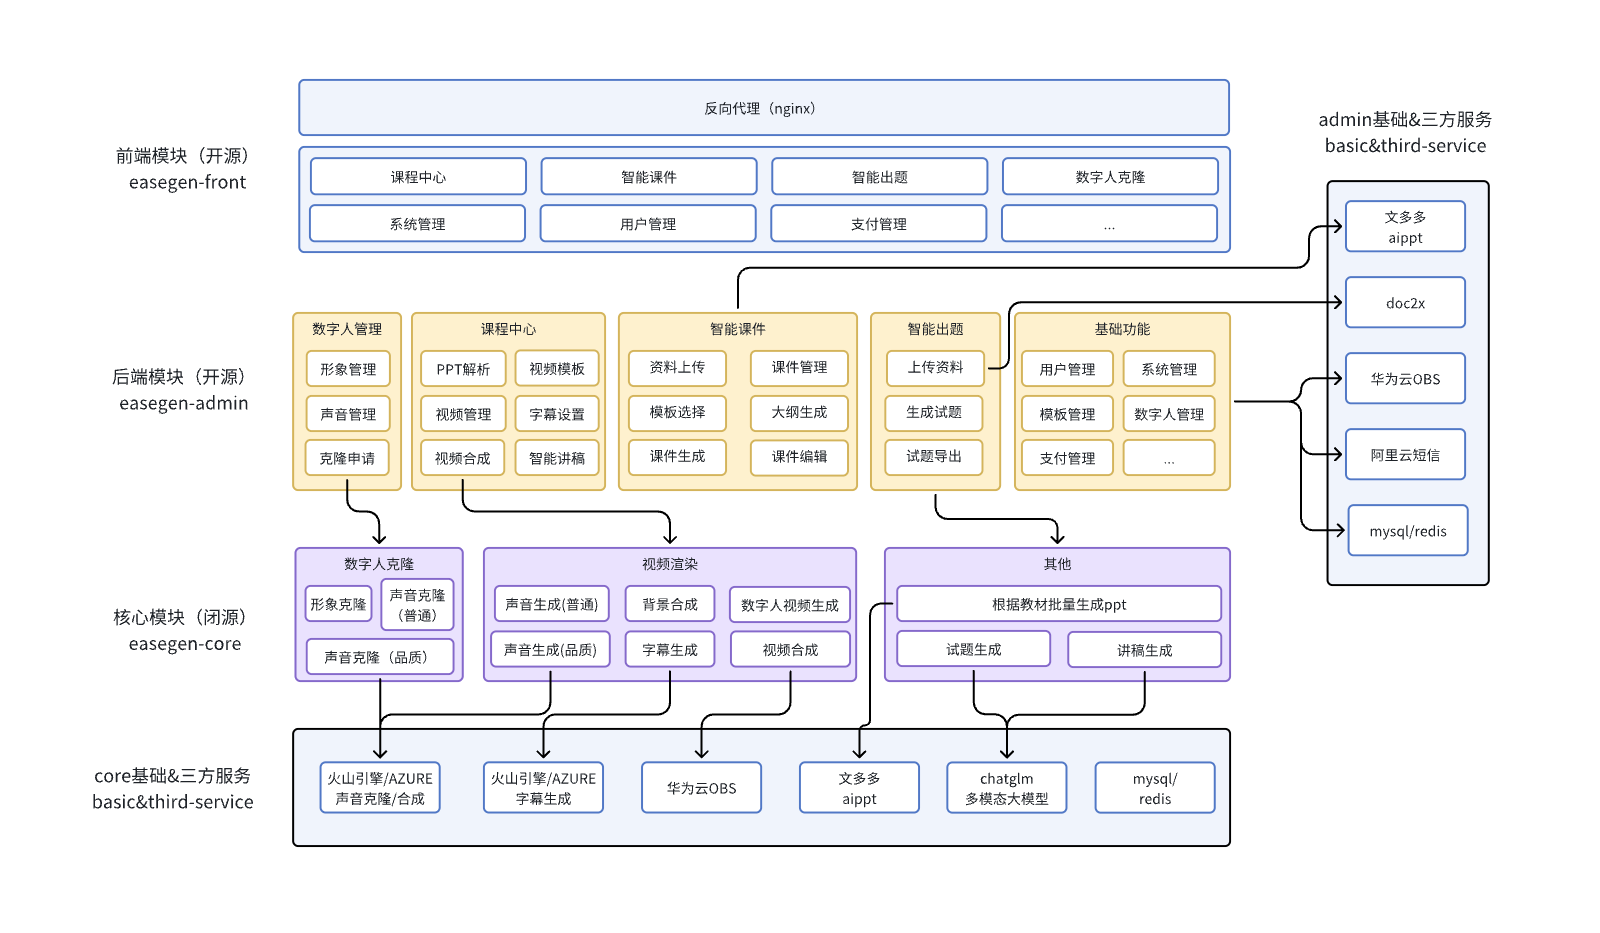 反向代理（nginx）
前端模块（开源）
easegen-front
课程中心
智能课件
智能出题
数字人克隆
系统管理
用户管理
支付管理
...
admin基础&三方服务
basic&third-service
文多多
aippt
doc2x
华为云OBS
阿里云短信
mysql/redis
后端模块（开源）
easegen-admin
数字人管理
形象管理
声音管理
克隆申请
课程中心
PPT解析
视频模板
视频管理
字幕设置
视频合成
智能讲稿
智能课件
资料上传
课件管理
模板选择
大纲生成
课件生成
课件编辑
智能出题
上传资料
生成试题
试题导出
基础功能
用户管理
系统管理
模板管理
数字人管理
支付管理
...
核心模块（闭源）
easegen-core
数字人克隆
形象克隆
声音克隆
（普通）
声音克隆（品质）
视频渲染
声音生成(普通)
背景合成
数字人视频生成
声音生成(品质)
字幕生成
视频合成
其他
根据教材批量生成ppt
试题生成
讲稿生成
core基础&三方服务
basic&third-service
火山引擎/AZURE
声音克隆/合成
火山引擎/AZURE
字幕生成
华为云OBS
文多多
aippt
chatglm
多模态大模型
mysql/
redis